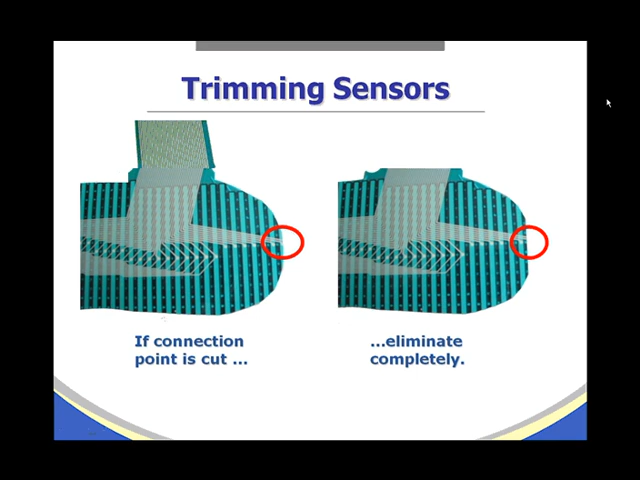 Trimming Sensors
If connection
point is cut ...
...eliminate
completely.